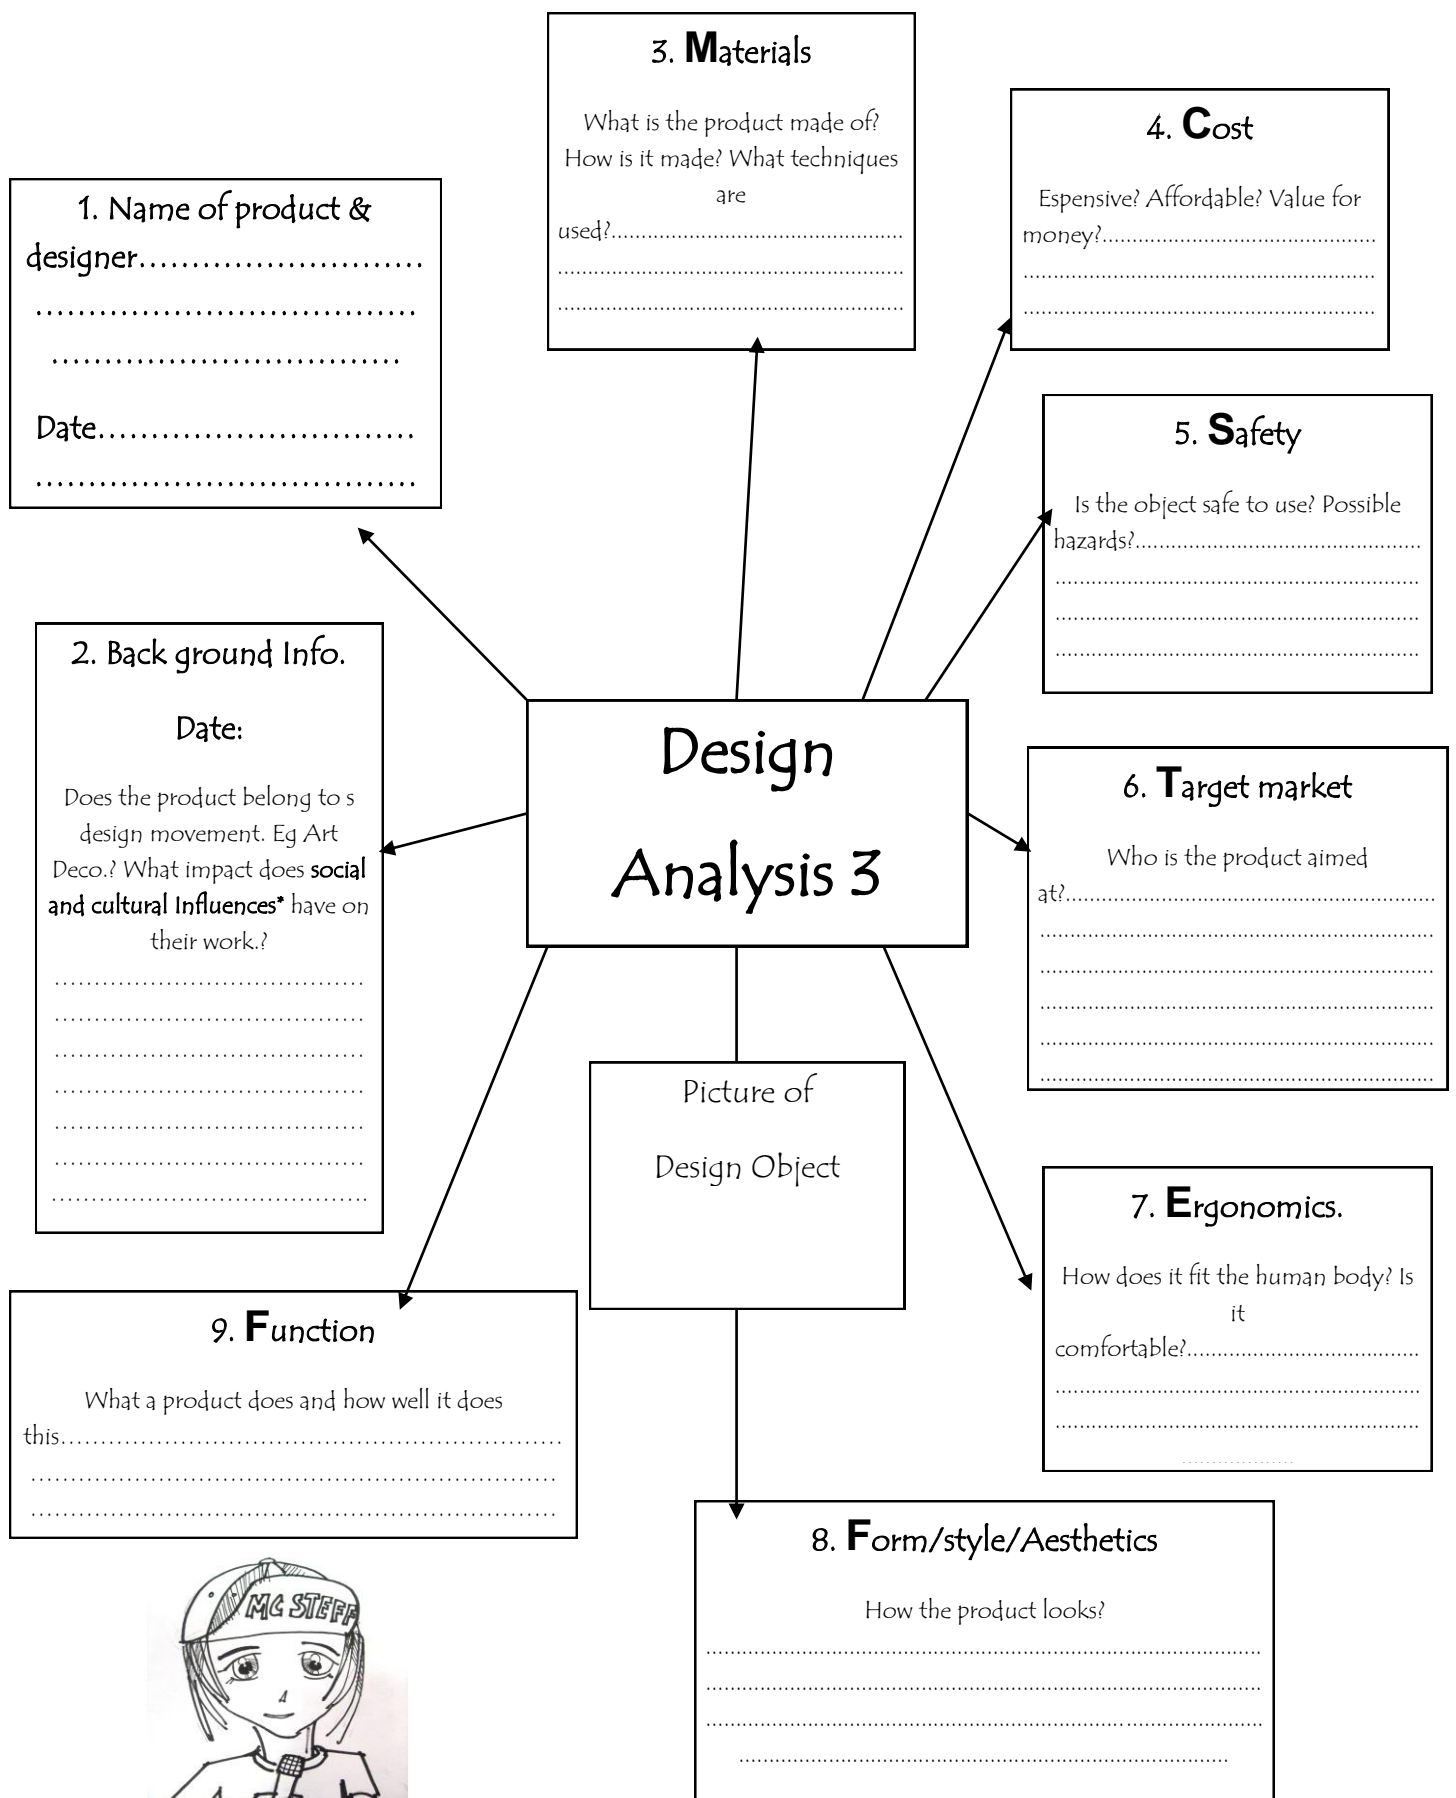 1. Name of product &
designer...........................
....................................
.................................
Date..............................
....................................
2. Back ground Info.
Date:
Does the product belong to s
design movement. Eg Art
Deco.? What impact does social
and cultural Influences* have on
their work.?
.......................................
.......................................
.......................................
.......................................
.......................................
.......................................
.......................................
3. Materials
What is the product made of?
How is it made? What techniques
are
used?..................................................
............................................................
............................................................
4. Cost
Espensive? Affordable? Value for
money?...............................................
.............................................................
.............................................................
5. Safety
Is the object safe to use? Possible
hazards?.................................................
...............................................................
...............................................................
...............................................................
6. Target market
Who is the product aimed
at?................................................................
....................................................................
....................................................................
....................................................................
....................................................................
....................................................................
7. Ergonomics.
How does it fit the human body? Is
it
comfortable?........................................
...............................................................
...............................................................
...................
Design
Analysis 3
Picture of
Design Object
8. Form/style/Aesthetics
How the product looks?
................................................................................................
................................................................................................
................................................................................................
.....................................................................................
9. Function
What a product does and how well it does
this...............................................................
..................................................................
..................................................................
MC STEFF